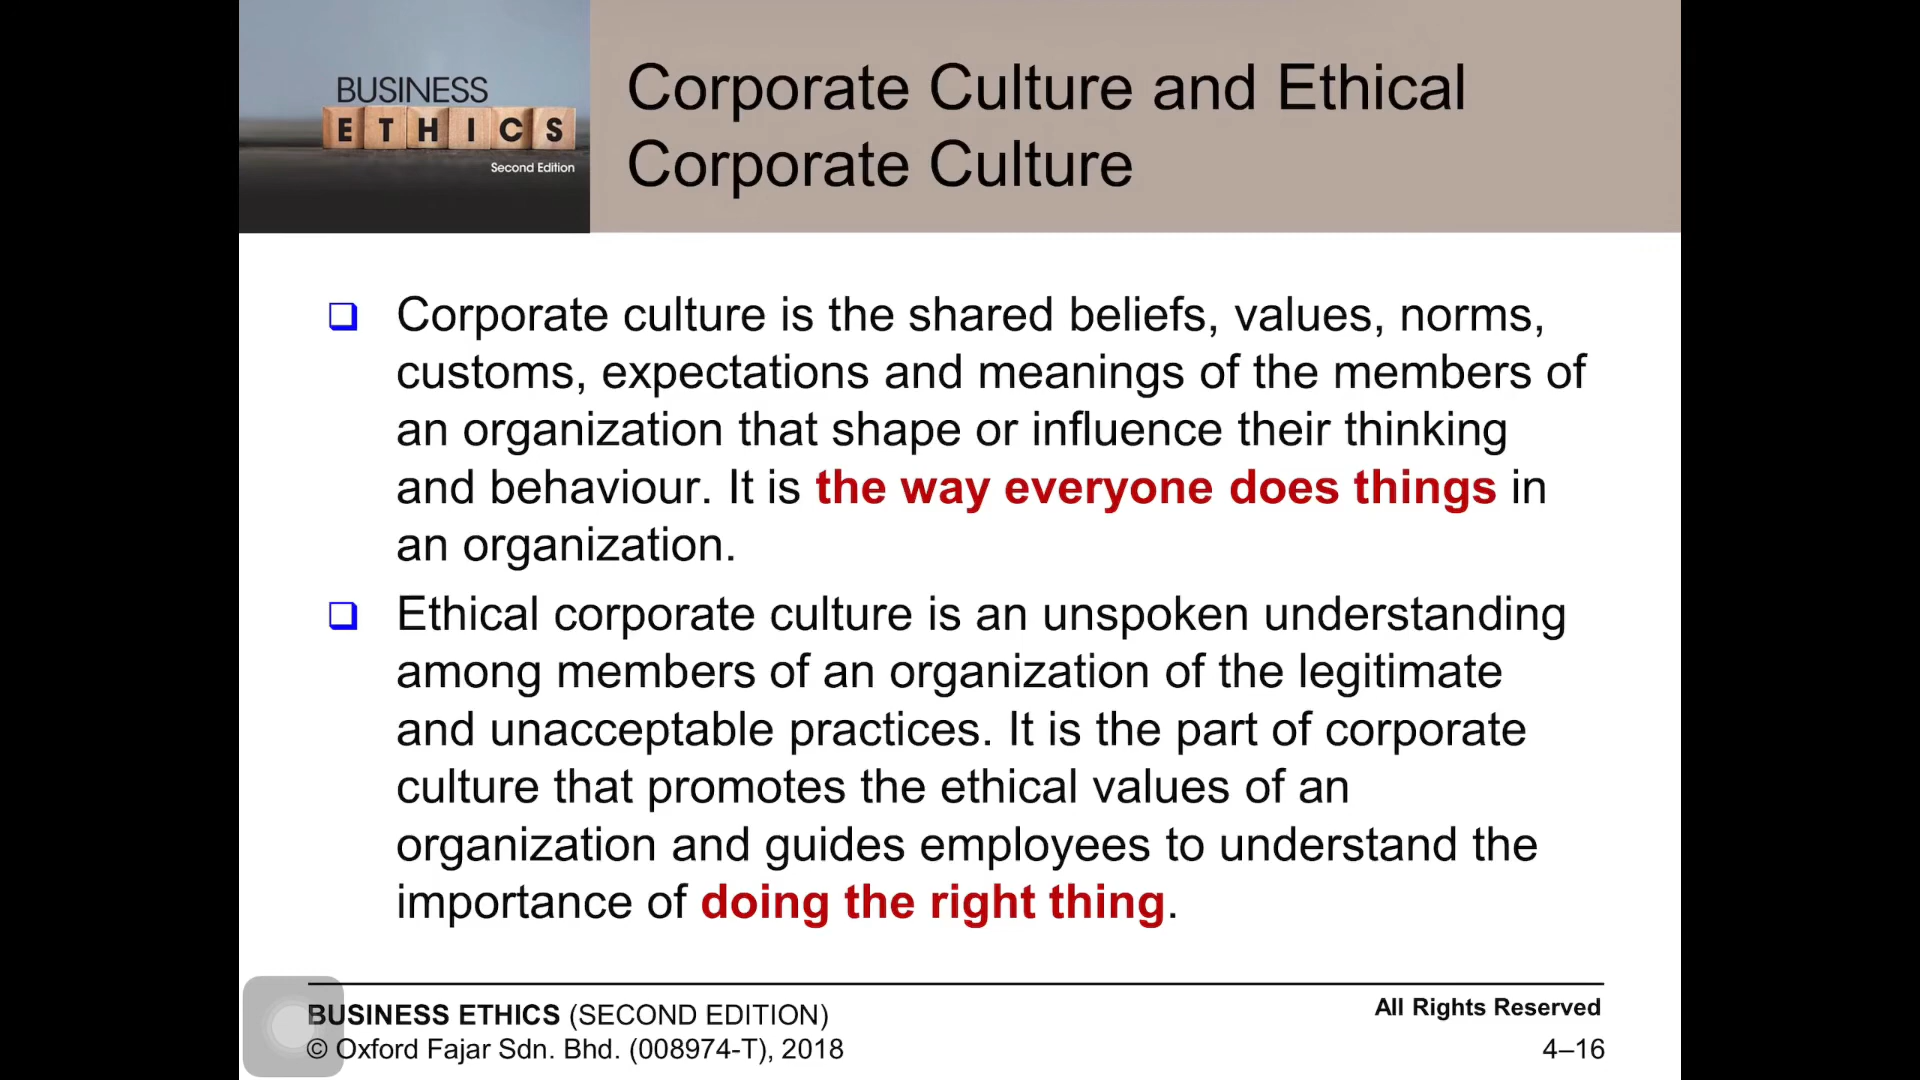 BUSINESS
ETHICS
Second Edition
Corporate Culture and Ethical
Corporate Culture
Corporate culture is the shared beliefs, values, norms,
customs, expectations and meanings of the members of
an organization that shape or influence their thinking
and behaviour. It is the way everyone does things in
an organization.
Ethical corporate culture is an unspoken understanding
among members of an organization of the legitimate
and unacceptable practices. It is the part of corporate
culture that promotes the ethical values of an
organization and guides employees to understand the
importance of doing the right thing.
BUSINESS ETHICS (SECOND EDITION)
© Oxford Fajar Sdn. Bhd. (008974-T), 2018
All Rights Reserved
4–16